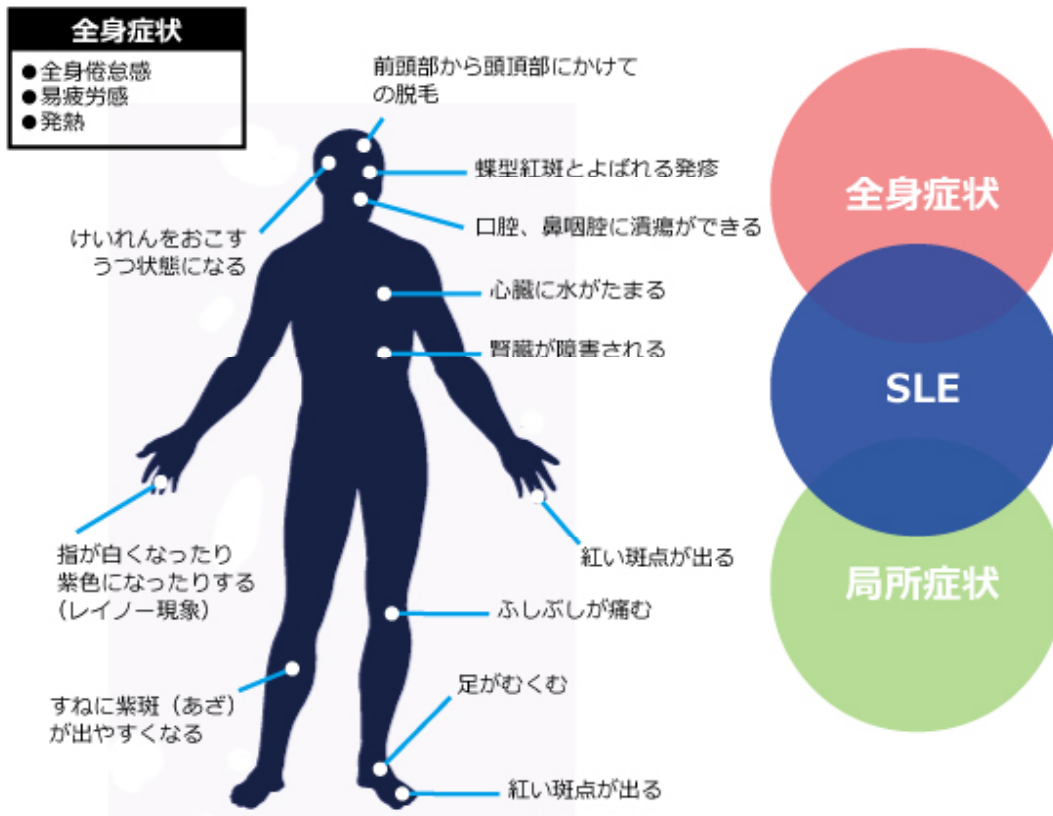 全身症状
●全身倦怠感
●易疲労感
●発熱
前頭部から頭頂部にかけて
の脱毛
蝶型紅斑とよばれる発疹
口腔、鼻咽腔に潰瘍ができる
けいれんをおこす
うつ状態になる
心臓に水がたまる
腎臓が障害される
指が白くなったり
紫色になったりする
（レイノー現象）
紅い斑点が出る
ふしぶしが痛む
すねに紫斑（あざ）
が出やすくなる
足がむくむ
紅い斑点が出る
全身症状
SLE
局所症状